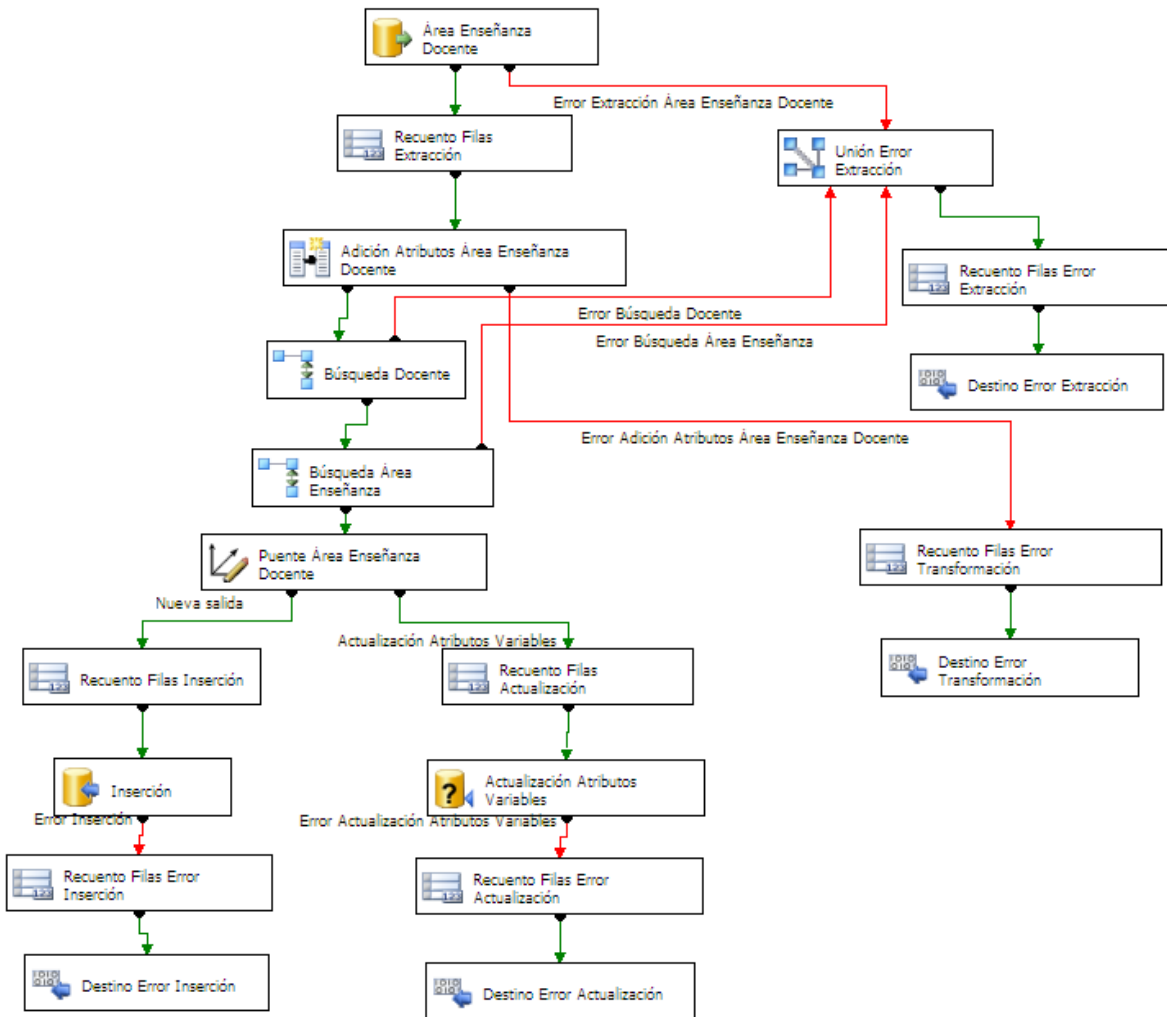 Área Enseñanza
Docente
Error Extracción Área Enseñanza Docente
Recuento Filas
Extracción
Unión Error
Extracción
Adición Atributos Área Enseñanza
Docente
Recuento Filas Error
Extracción
Error Búsqueda Docente
Error Búsqueda Área Enseñanza
Búsqueda Docente
Destino Error Extracción
Error Adición Atributos Área Enseñanza Docente
Búsqueda Área
Enseñanza
Puente Área Enseñanza
Docente
Recuento Filas Error
Transformación
Nueva salida
Actualización Atributos Variables
Recuento Filas Inserción
Recuento Filas
Actualización
Destino Error
Transformación
Inserción
Actualización Atributos
Variables
Error Inserción
Error Actualización Atributos Variables
Recuento Filas Error
Inserción
Recuento Filas Error
Actualización
Destino Error Inserción
Destino Error Actualización